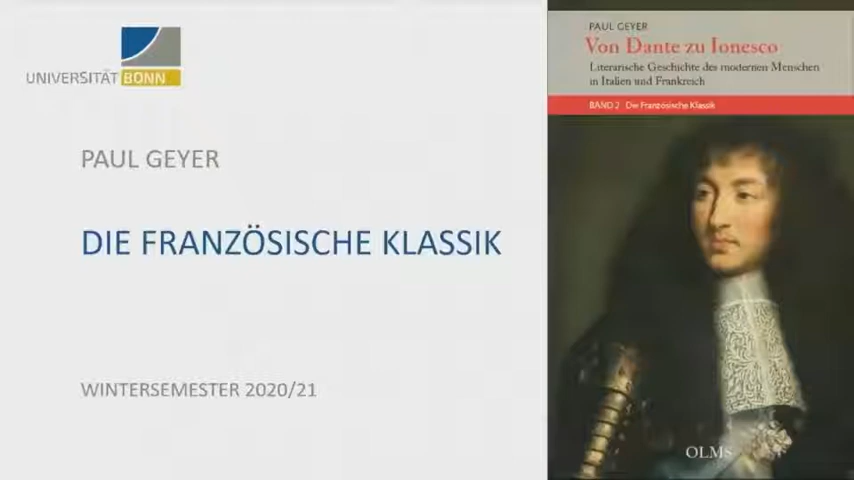 UNIVERSITÄT BONN
PAUL GEYER
DIE FRANZÖSISCHE KLASSIK
WINTERSEMESTER 2020/21
PAUL GEYER
Von Dante zu Ionesco
Literarische Geschichte des modernen Menschen
in Italien und Frankreich
BAND 2 Die Französische Klassik
OLMS